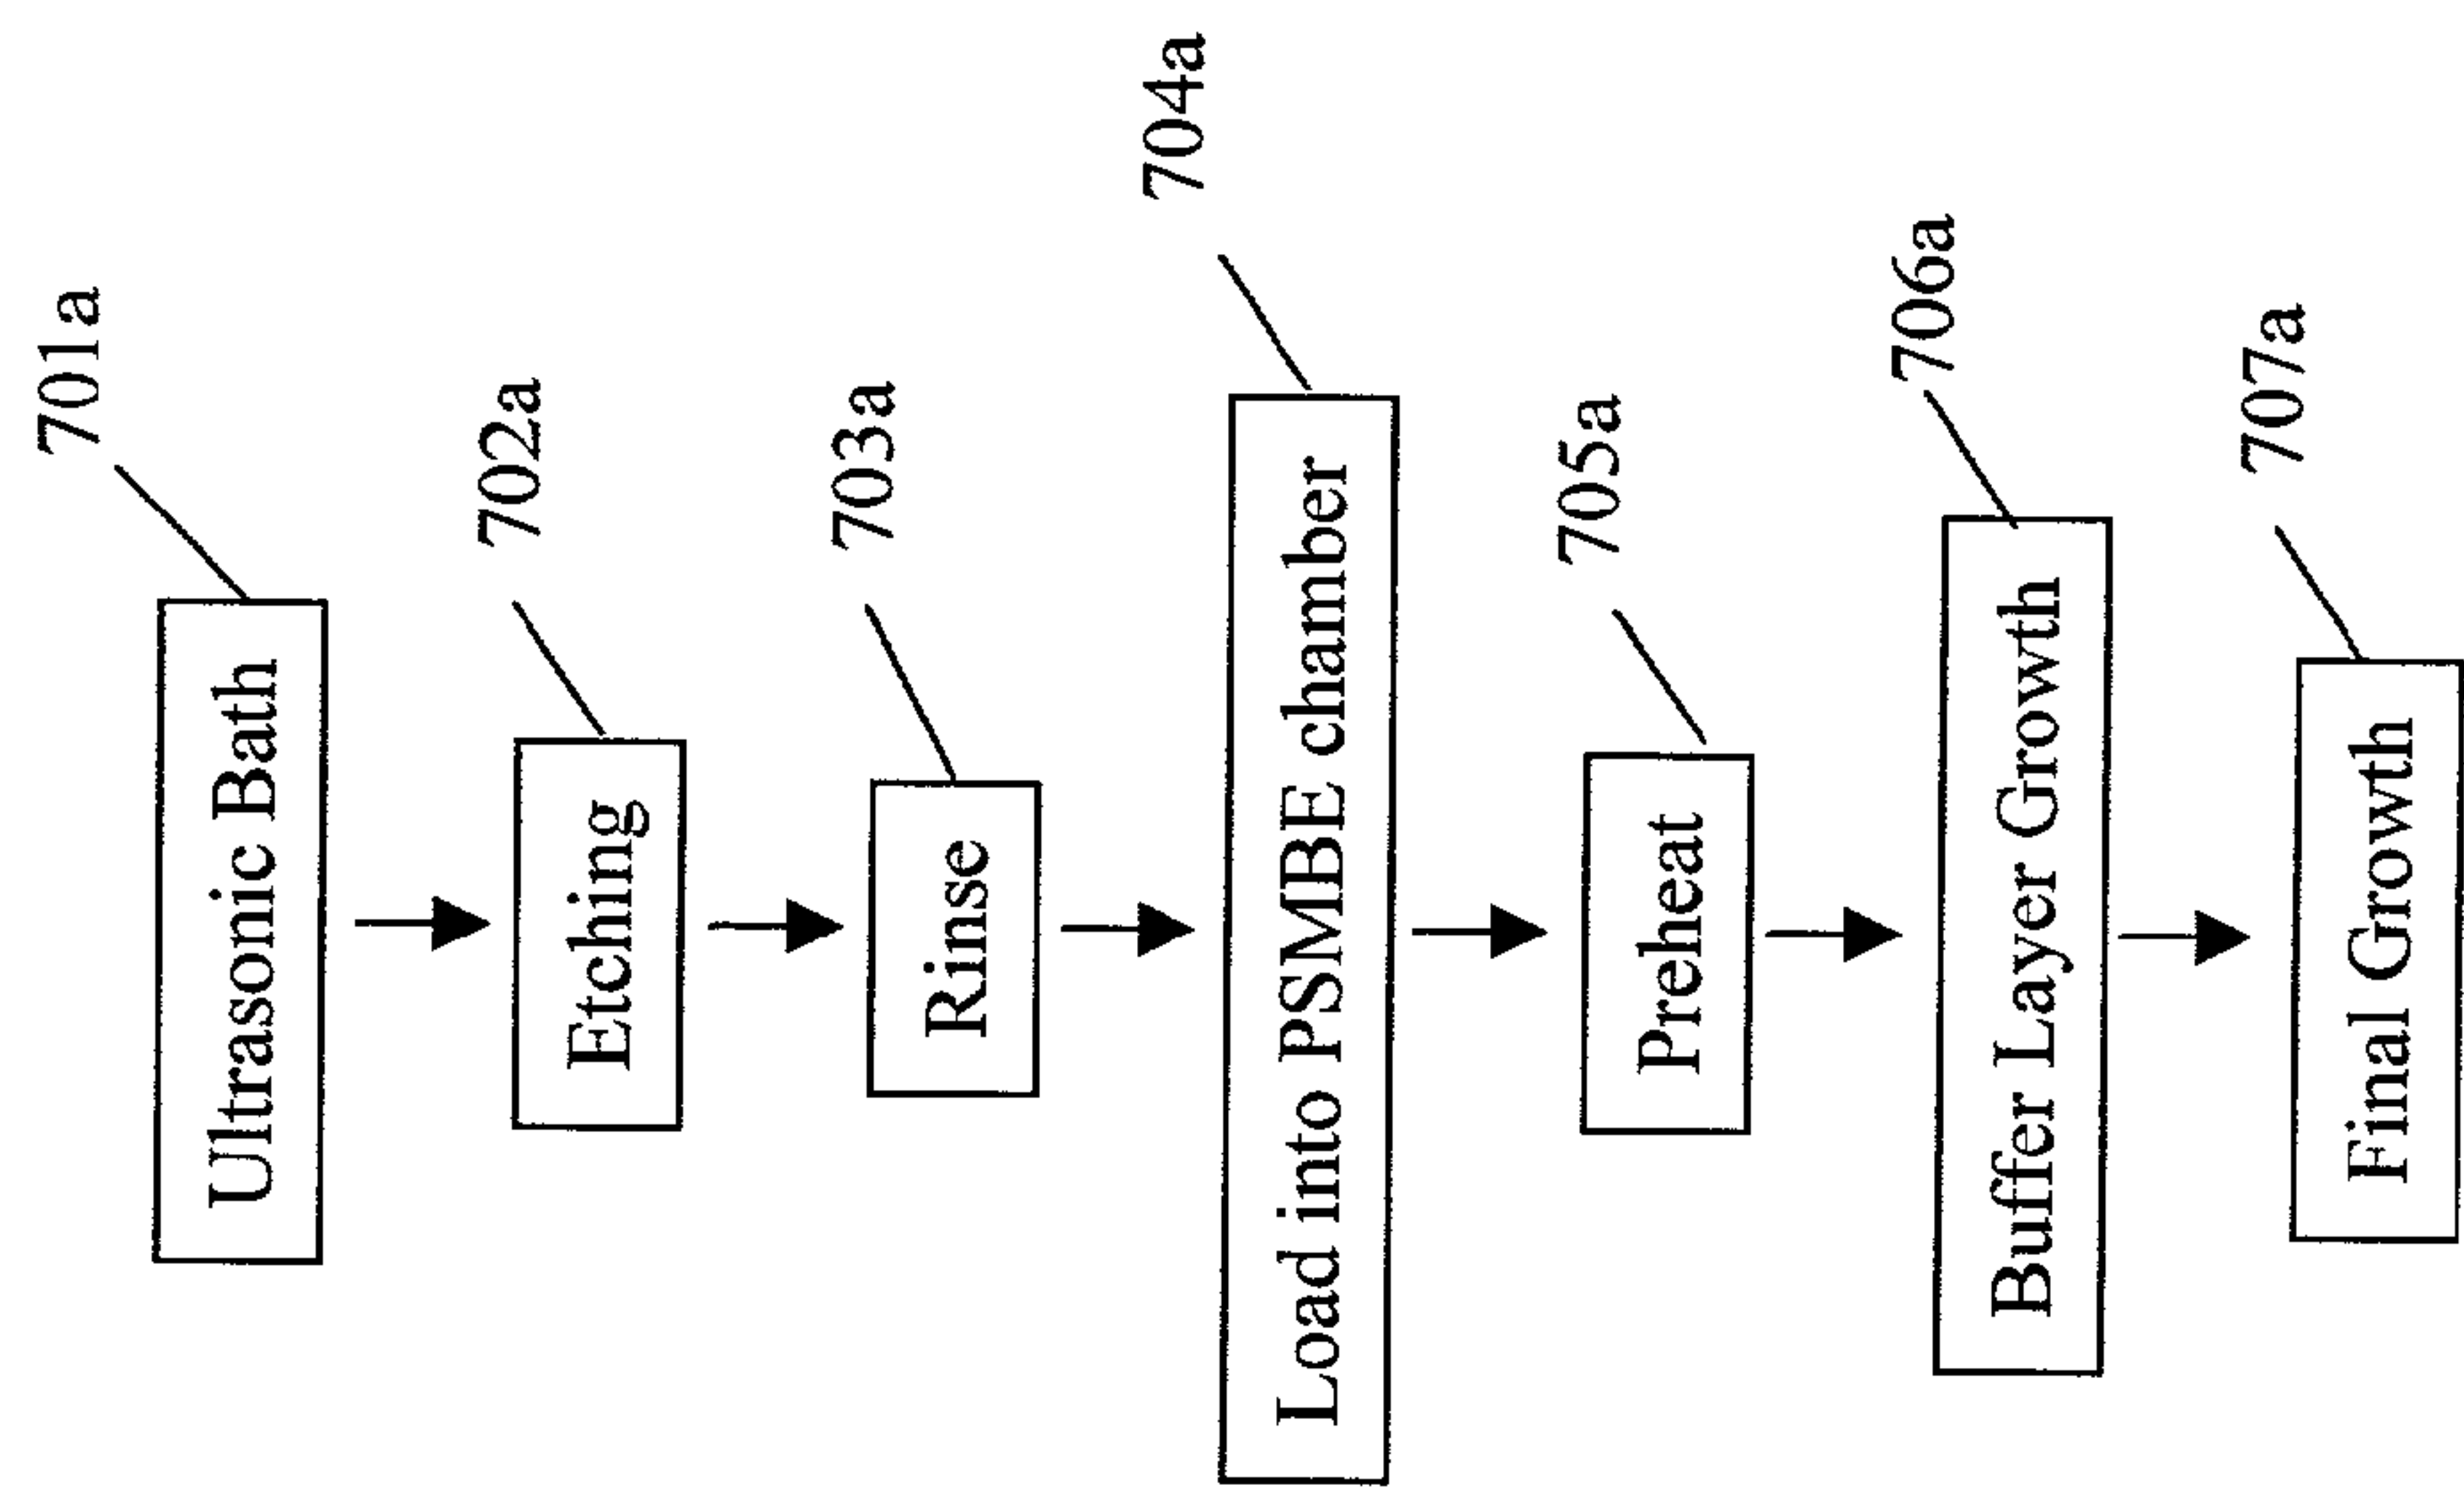 701a
Ultrasonic Bath
702a
Etching
703a
Rinse
704a
Load into PSMBE chamber
705a
Preheat
706a
Buffer Layer Growth
707a
Final Growth